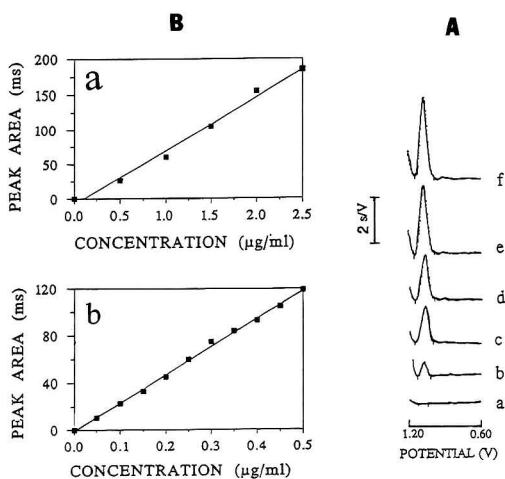 B
A
a
PEAK AREA (ms)
200
150
100
50
0
0.0 0.5 1.0 1.5 2.0 2.5
CONCENTRATION (µg/ml)
b
PEAK AREA (ms)
120
80
40
0
0.0 0.1 0.2 0.3 0.4 0.5
CONCENTRATION (µg/ml)
2 s/V
f
e
d
c
b
a
1.20 0.60
POTENTIAL (V)